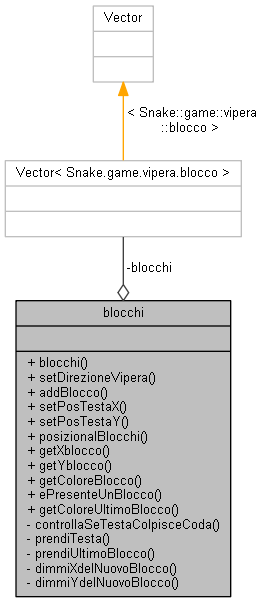 Vector
< Snake::game::vipera
::blocco >
Vector< Snake.game.vipera.blocco >
-blocchi
blocchi
+ blocchi()
+ setDirezioneVipera()
+ addBlocco()
+ setPosTestaX()
+ setPosTestaY()
+ posizionalBlocchi()
+ getXblocco()
+ getYblocco()
+ getColoreBlocco()
+ ePresenteUnBlocco()
+ getColoreUltimoBlocco()
- controllaSeTestaColpisceCoda()
- prendiTesta()
- prendiUltimoBlocco()
- dimmiXdelNuovoBlocco()
- dimmiYdelNuovoBlocco()